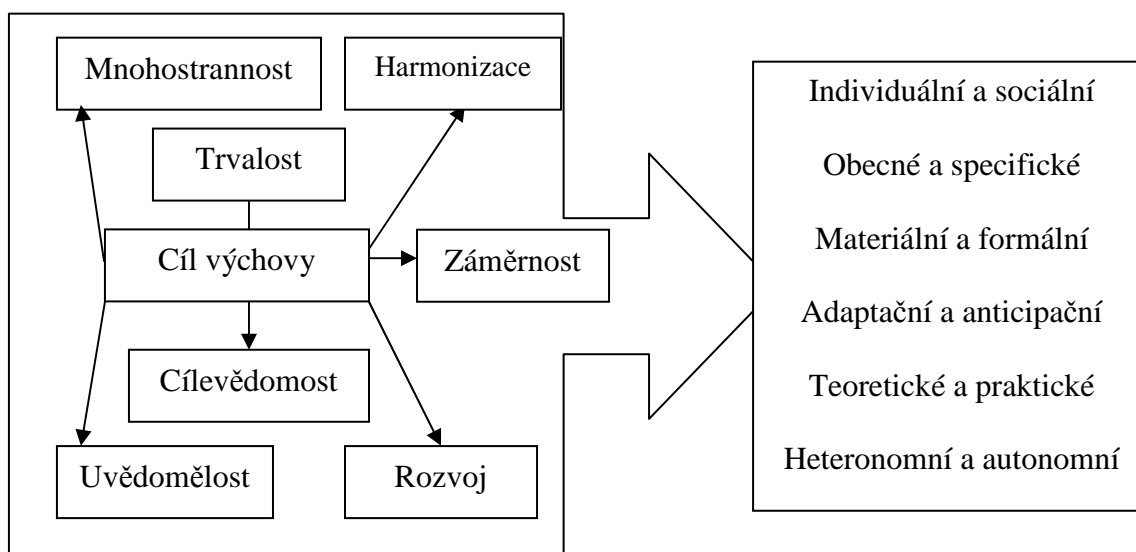 Mnohostrannost
Harmonizace
Trvalost
Cíl výchovy
Záměrnost
Cílevědomost
Uvědomělost
Rozvoj
Individuální a sociální
Obecné a specifické
Materiální a formální
Adaptační a anticipační
Teoretické a praktické
Heteronomní a autonomní